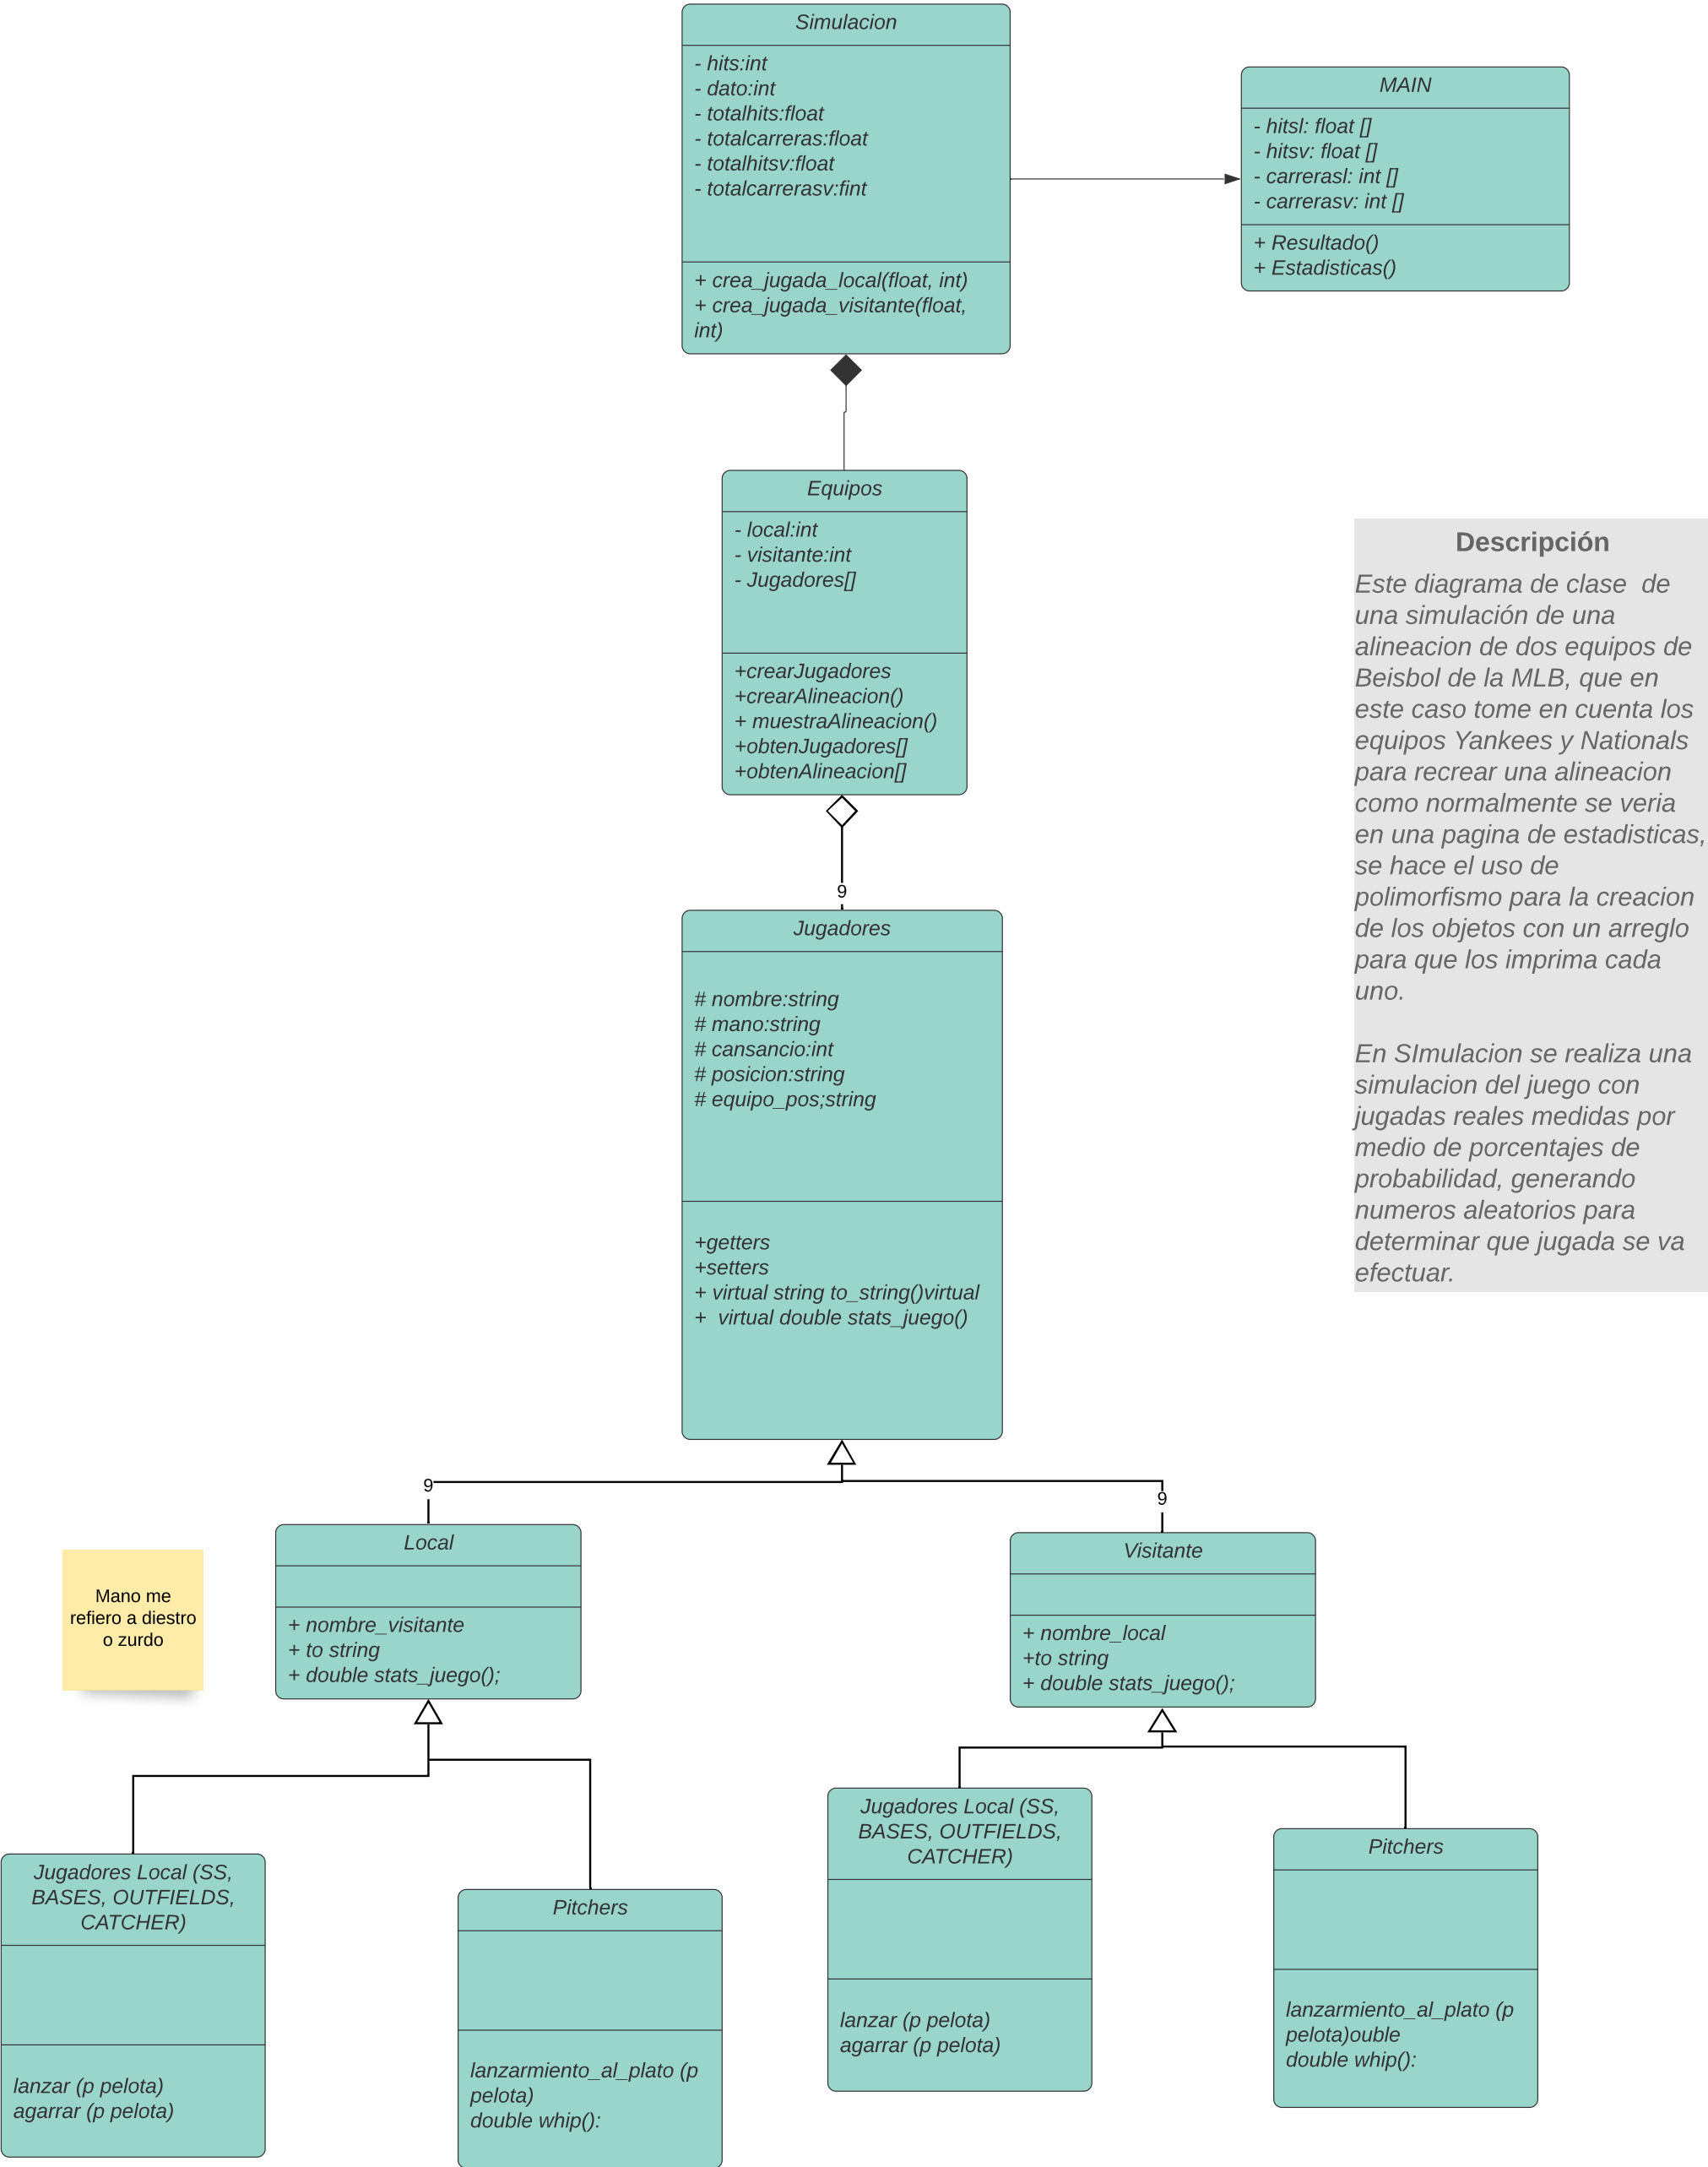 Simulacion
- hits:int
- dato:int
- totalhits:float
- totalcarreras:float
- totalhitsv:float
- totalcarrerasv:fint
+ crea_jugada_local(float, int)
+ crea_jugada_visitante(float,
int)
MAIN
- hitsl: float []
- hitsv: float []
- carrerasl: int []
- carrerasv: int []
+ Resultado()
+ Estadisticas()
Equipos
- local:int
- visitante:int
- Jugadores[]
+crearJugadores
+crearAlineacion()
+ muestraAlineacion()
+obtenJugadores[]
+obtenAlineacion[]
Descripción
Este diagrama de clase  de
una simulación de una
alineacion de dos equipos de
Beisbol de la MLB, que en
este caso tome en cuenta los
equipos Yankees y Nationals
para recrear una alineacion
como normalmente se veria
en una pagina de estadisticas,
se hace el uso de
polimorfismo para la creacion
de los objetos con un arreglo
para que los imprima cada
uno.
En SImulacion se realiza una
simulacion del juego con
jugadas reales medidas por
medio de porcentajes de
probabilidad, generando
numeros aleatorios para
determinar que jugada se va
efectuar.
9
Jugadores
# nombre:string
# mano:string
# cansancio:int
# posicion:string
# equipo_pos;string
+getters
+setters
+ virtual string to_string()virtual
+  virtual double stats_juego()
9
9
Local
+ nombre_visitante
+ to string
+ double stats_juego();
Visitante
+ nombre_local
+to string
+ double stats_juego();
Mano me
refiero a diestro
o zurdo
Jugadores Local (SS,
BASES, OUTFIELDS,
CATCHER)
lanzar (p pelota)
agarrar (p pelota)
Pitchers
lanzarmiento_al_plato (p
pelota)
double whip():
Jugadores Local (SS,
BASES, OUTFIELDS,
CATCHER)
lanzar (p pelota)
agarrar (p pelota)
Pitchers
lanzarmiento_al_plato (p
pelota)ouble
double whip():